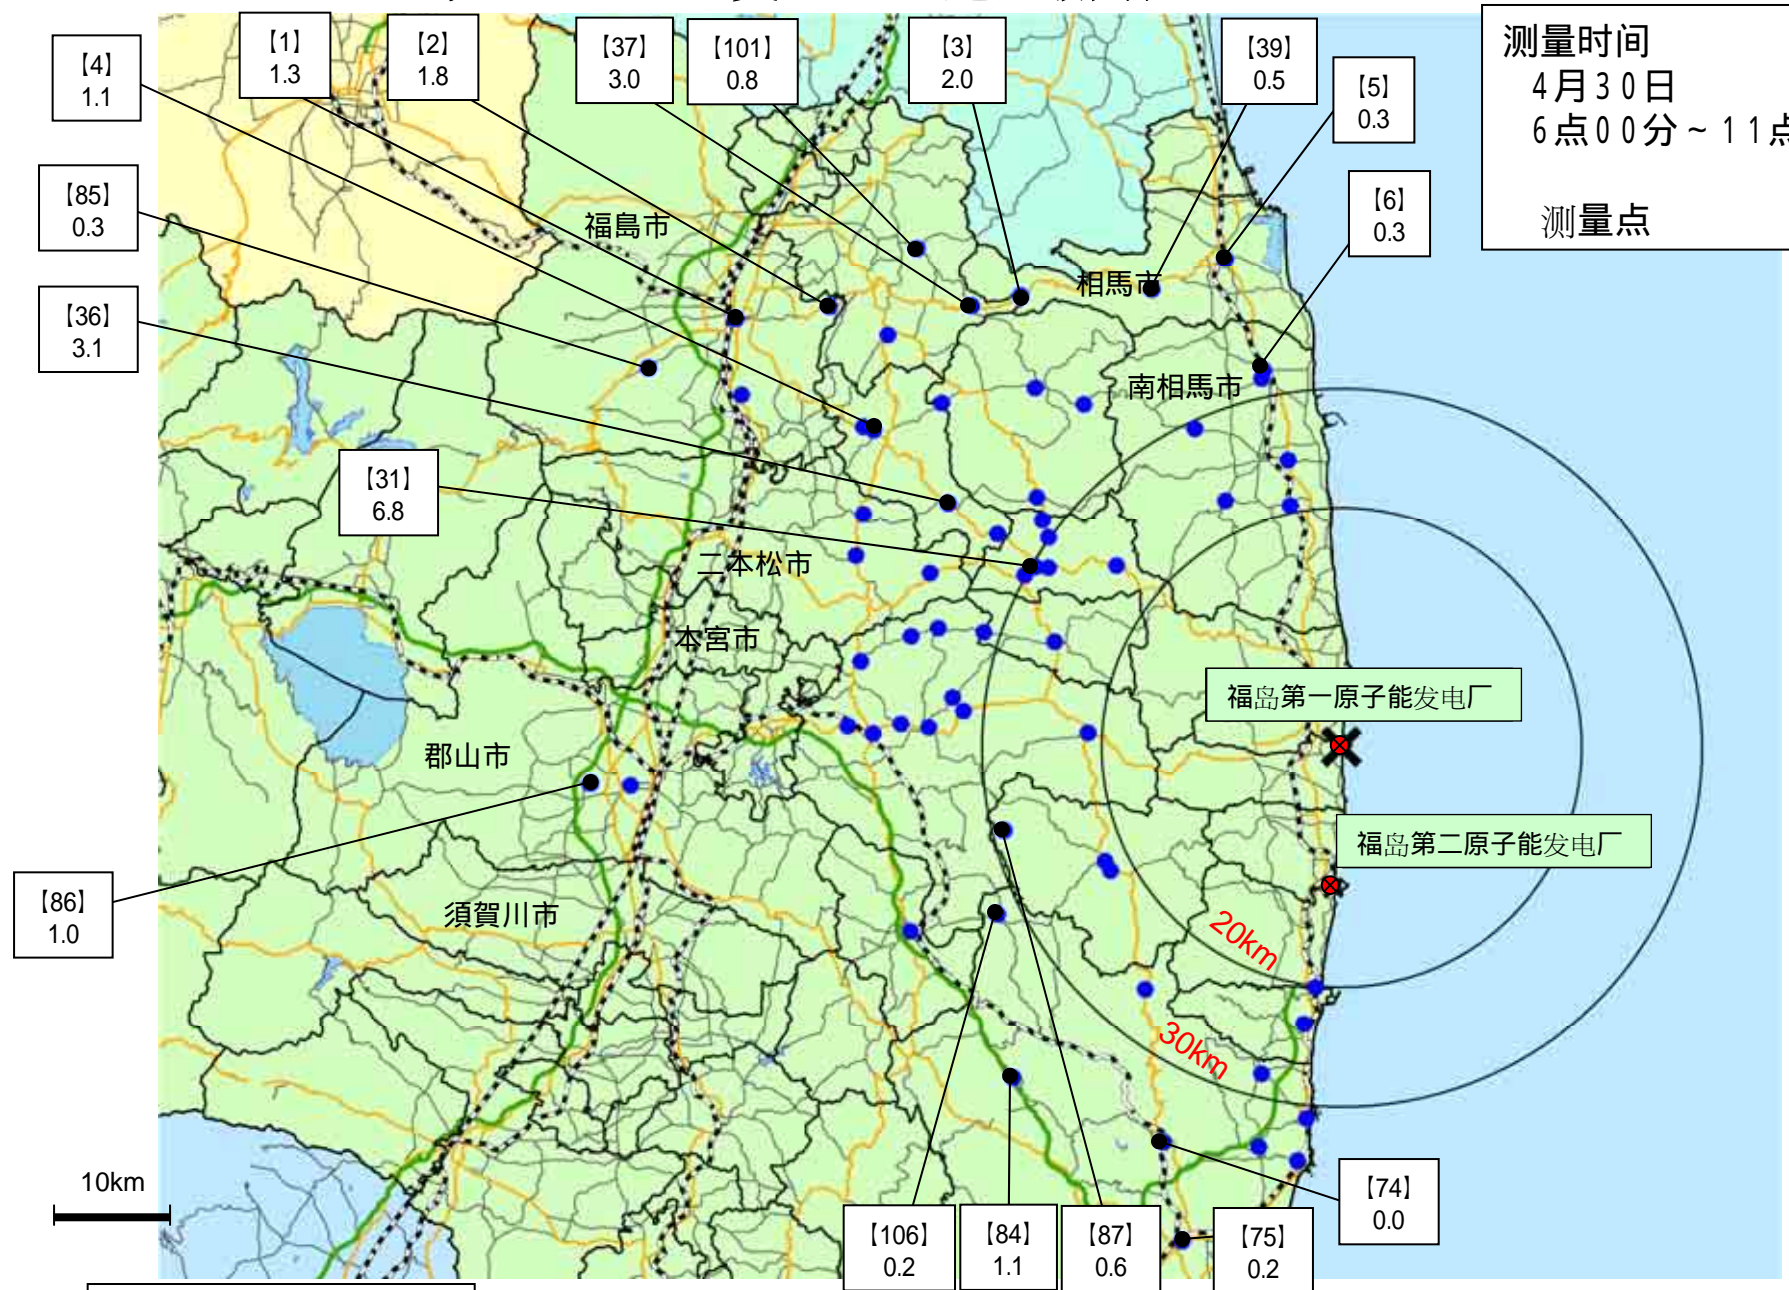 【4】
1.1
【1】
1.3
【2】
1.8
【37】
3.0
【101】
0.8
【3】
2.0
【39】
0.5
【5】
0.3
【6】
0.3
测量时间
4月30日
6点00分~11点
测量点
【85】
0.3
【36】
3.1
【31】
6.8
福島市
相馬市
南相馬市
二本松市
本宮市
郡山市
須賀川市
福岛第一原子能发电厂
福岛第二原子能发电厂
20km
30km
【86】
1.0
10km
【106】
0.2
【84】
1.1
【87】
0.6
【75】
0.2
【74】
0.0